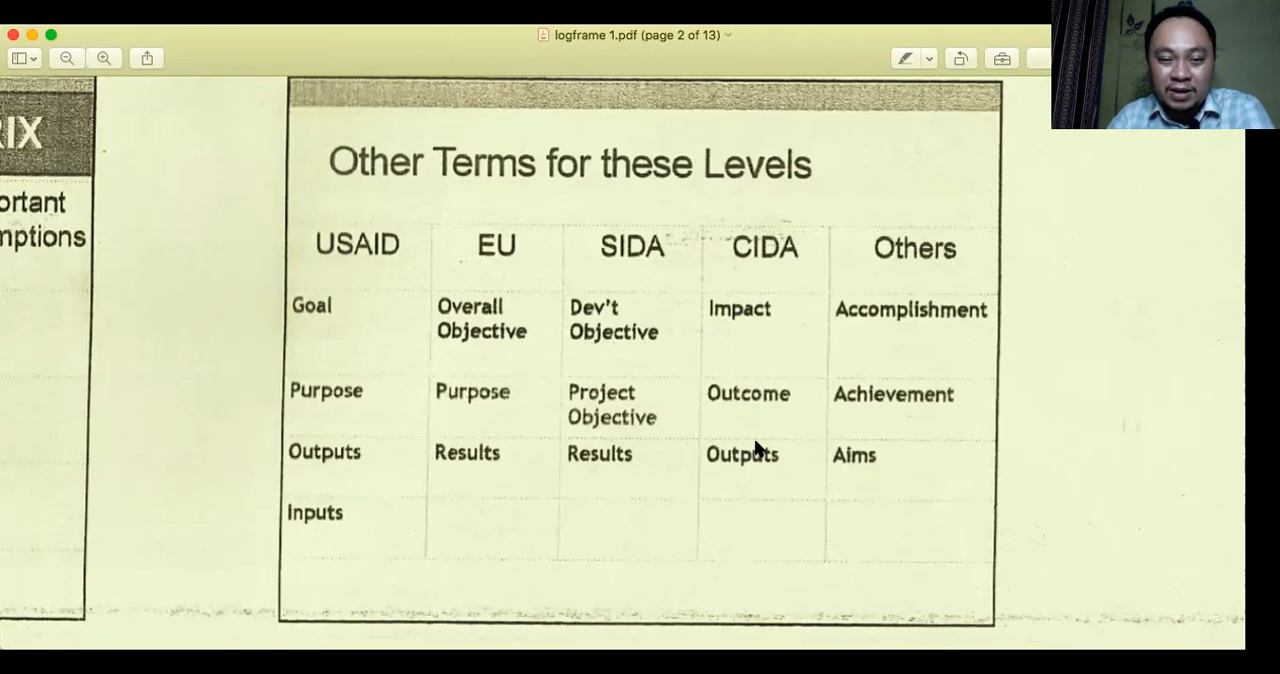 logframe 1.pdf (page 2 of 13)
RIX
ortant
mptions
Other Terms for these Levels
USAID EU SIDA CIDA Others
Goal Overall Objective Dev't Objective Impact Accomplishment
Purpose Purpose Project Objective Outcome Achievement
Outputs Results Results Outputs Aims
Inputs